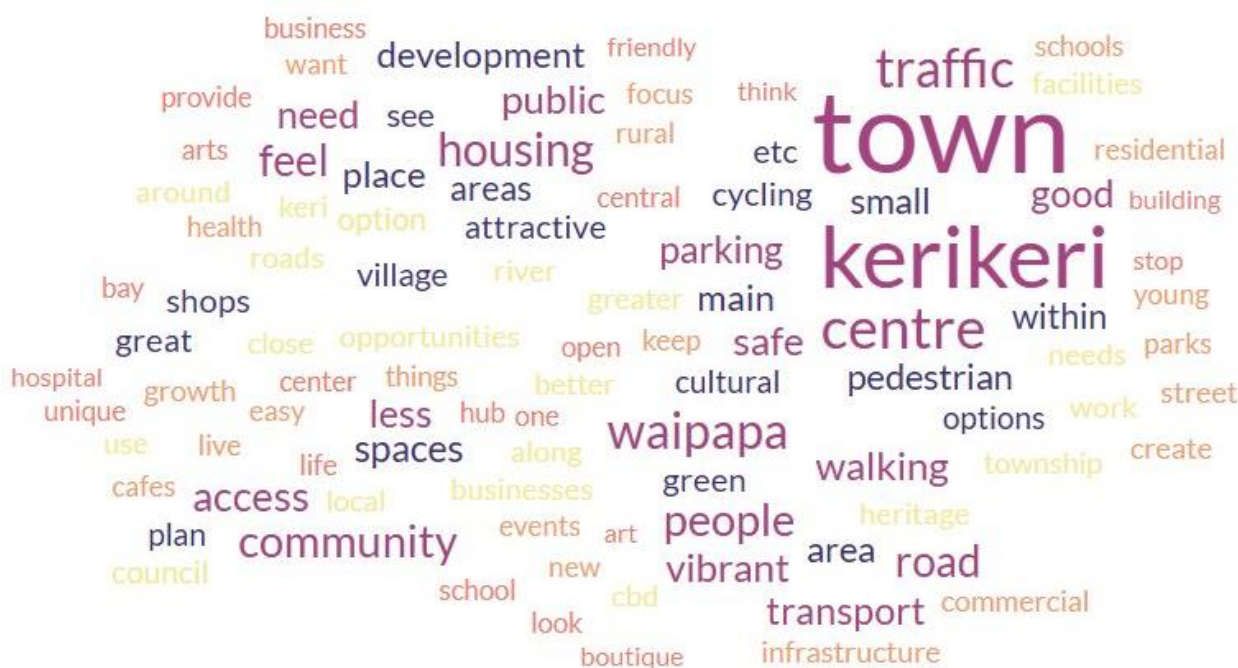 business
want
development
friendly
traffic
schools
facilities
provide
need
see
public
focus
think
town
arts
feel
housing
rural
etc
residential
around
place
areas
central
cycling
small
good
building
keri
option
health
attractive
parking
kerikeri
roads
village
river
stop
bay
shops
greater
main
within
young
great
close
opportunities
open
keep
safe
centre
needs
parks
hospital
growth
center
things
better
cultural
pedestrian
street
unique
easy
less
hub
one
options
work
use
live
spaces
along
waipapa
create
life
walking
township
cafes
access
local
businesses
green
plan
community
events
art
people
heritage
council
new
vibrant
area
road
school
cbd
look
transport
commercial
boutique
infrastructure